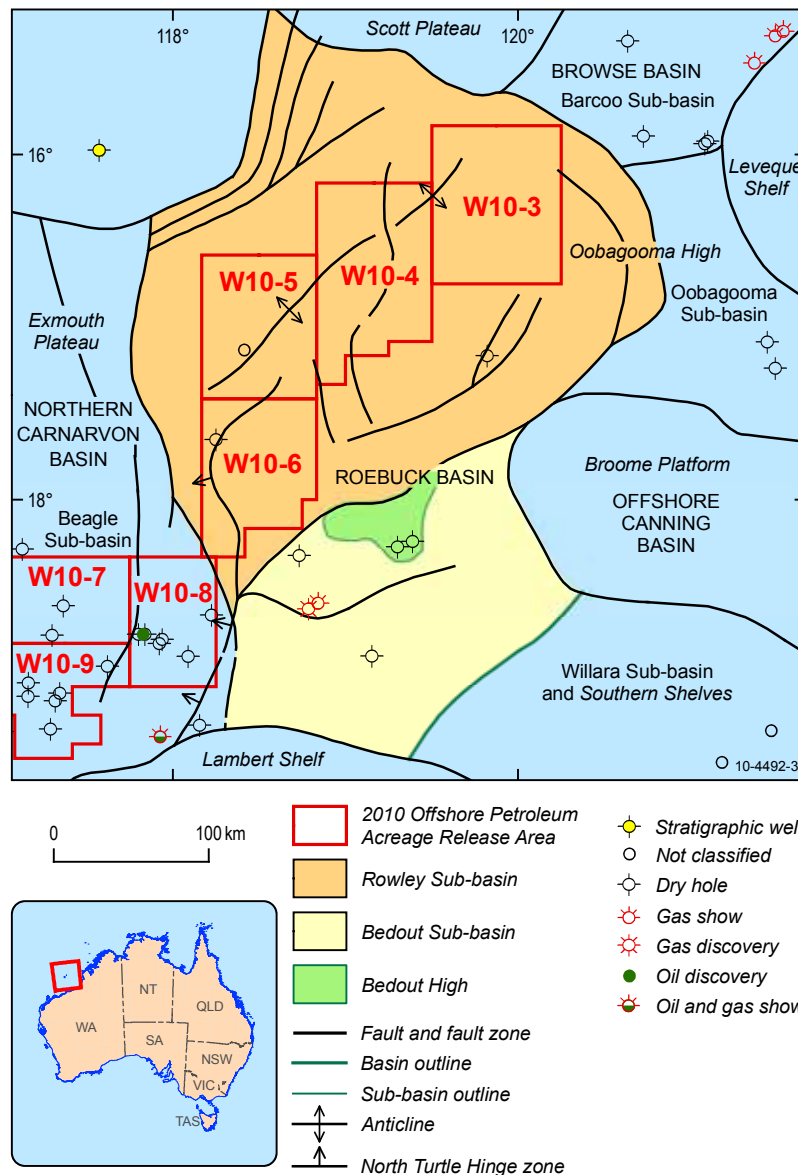 118°
120°
Scott Plateau
BROWSE BASIN
Barcoo Sub-basin
16°
Leveque
Shelf
W10-3
W10-4
W10-5
Oobagooma High
Oobagooma
Sub-basin
Exmouth
Plateau
NORTHERN
CARNARVON
BASIN
W10-6
ROEBUCK BASIN
Broome Platform
OFFSHORE
CANNING
BASIN
18°
Beagle
Sub-basin
W10-7
W10-8
W10-9
Willara Sub-basin
and Southern Shelves
Lambert Shelf
10-4492-3
0
100 km
2010 Offshore Petroleum
Acreage Release Area
Rowley Sub-basin
Bedout Sub-basin
Bedout High
Fault and fault zone
Basin outline
Sub-basin outline
Anticline
North Turtle Hinge zone
Stratigraphic well
Not classified
Dry hole
Gas show
Gas discovery
Oil discovery
Oil and gas show
WA
NT
SA
QLD
NSW
VIC
TAS